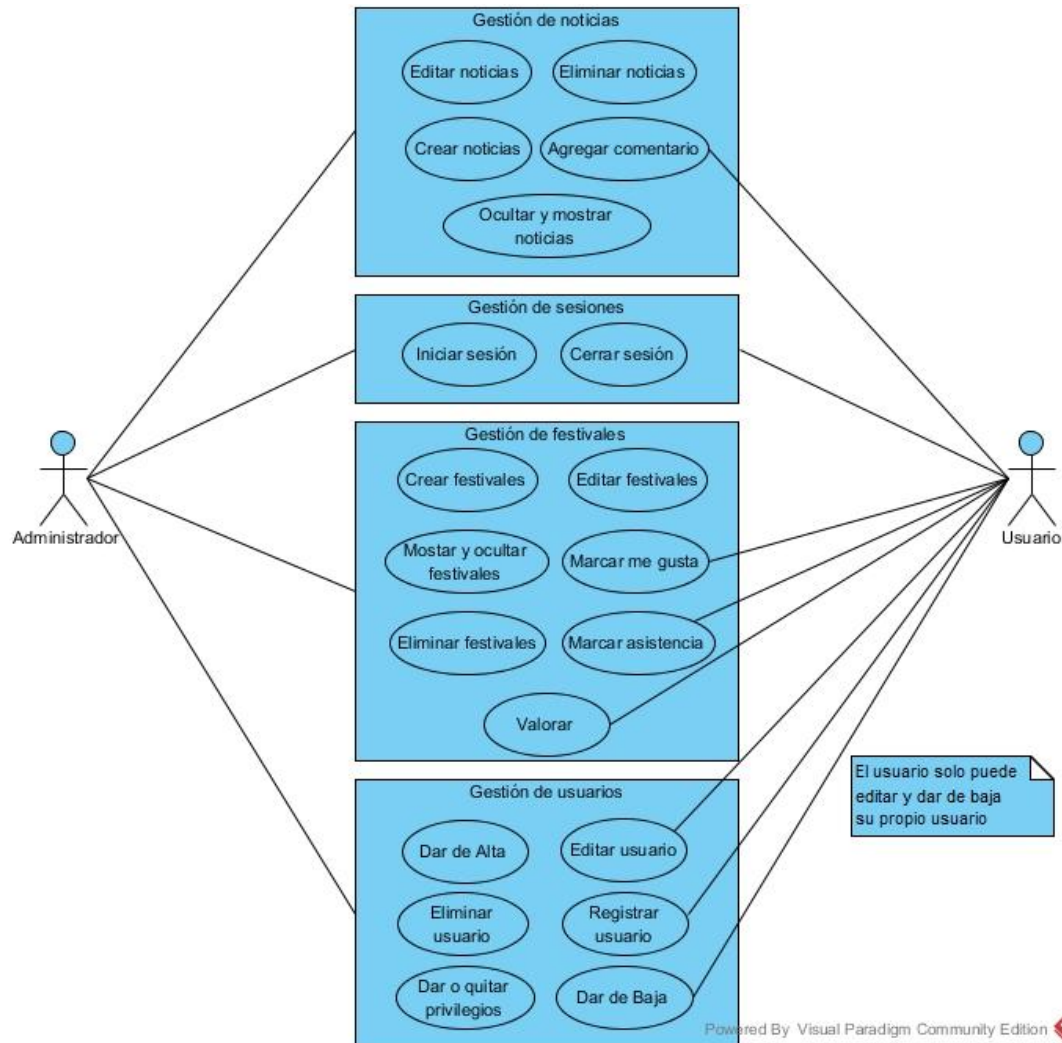 Gestión de noticias
Editar noticias
Eliminar noticias
Crear noticias
Agregar comentario
Ocultar y mostrar
noticias
Gestión de sesiones
Iniciar sesión
Cerrar sesión
Administrador
Usuario
Gestión de festivales
Crear festivales
Editar festivales
Mostar y ocultar
festivales
Marcar me gusta
Eliminar festivales
Marcar asistencia
Valorar
El usuario solo puede
editar y dar de baja
su propio usuario
Gestión de usuarios
Dar de Alta
Editar usuario
Eliminar
usuario
Registrar
usuario
Dar o quitar
privilegios
Dar de Baja
Powered By Visual Paradigm Community Edition